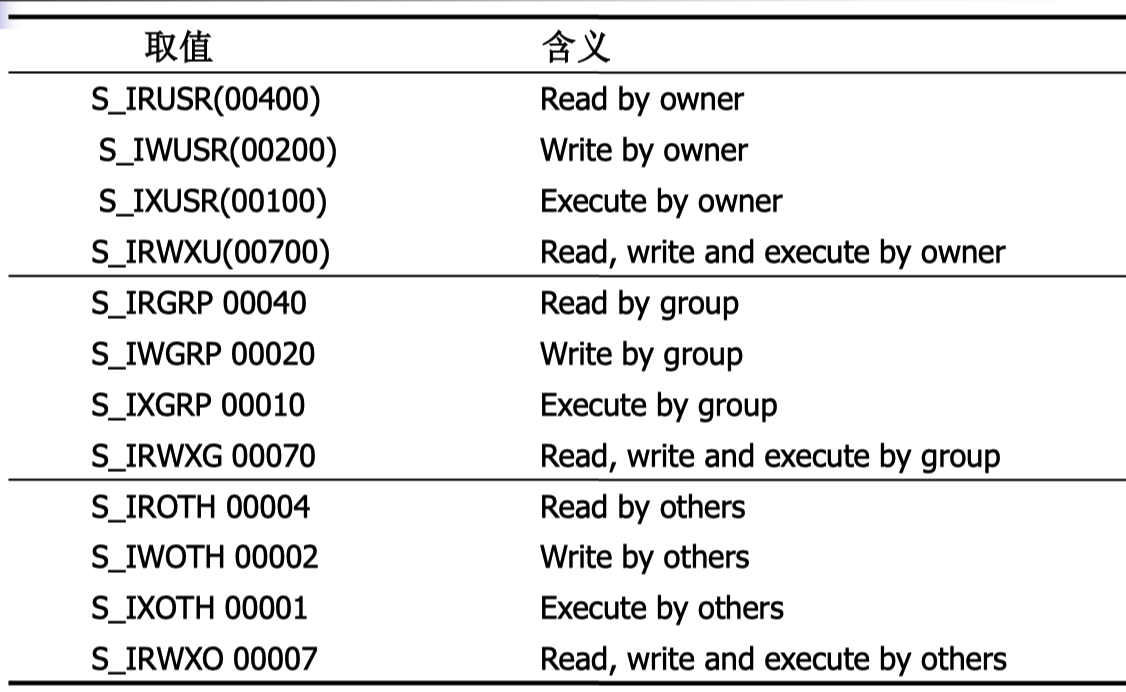 取值 含义
S_IRUSR(00400) Read by owner
S_IWUSR(00200) Write by owner
S_IXUSR(00100) Execute by owner
S_IRWXU(00700) Read, write and execute by owner
S_IRGRP 00040 Read by group
S_IWGRP 00020 Write by group
S_IXGRP 00010 Execute by group
S_IRWXG 00070 Read, write and execute by group
S_IROTH 00004 Read by others
S_IWOTH 00002 Write by others
S_IXOTH 00001 Execute by others
S_IRWXO 00007 Read, write and execute by others